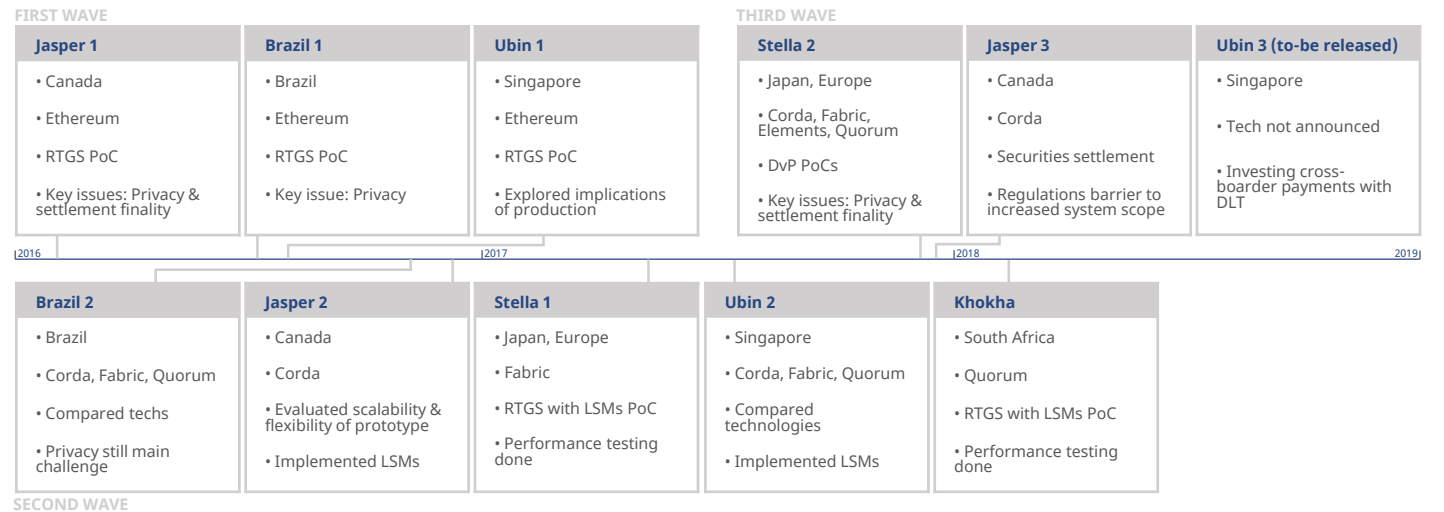 FIRST WAVE
Jasper 1
• Canada
• Ethereum
• RTGS PoC
• Key issues: Privacy &
settlement finality
Brazil 1
• Brazil
• Ethereum
• RTGS PoC
• Key issue: Privacy
Ubin 1
• Singapore
• Ethereum
• RTGS PoC
• Explored implications
of production
THIRD WAVE
Stella 2
• Japan, Europe
• Corda, Fabric,
Elements, Quorum
• DvP PoCs
• Key issues: Privacy &
settlement finality
Jasper 3
• Canada
• Corda
• Securities settlement
• Regulations barrier to
increased system scope
Ubin 3 (to-be released)
• Singapore
• Tech not announced
• Investing cross-
boarder payments with
DLT
2016
2017
2018
2019
Brazil 2
• Brazil
• Corda, Fabric, Quorum
• Compared techs
• Privacy still main
challenge
Jasper 2
• Canada
• Corda
• Evaluated scalability &
flexibility of prototype
• Implemented LSMs
Stella 1
• Japan, Europe
• Fabric
• RTGS with LSMs PoC
• Performance testing
done
Ubin 2
• Singapore
• Corda, Fabric, Quorum
• Compared
technologies
• Implemented LSMs
Khokha
• South Africa
• Quorum
• RTGS with LSMs PoC
• Performance testing
done
SECOND WAVE